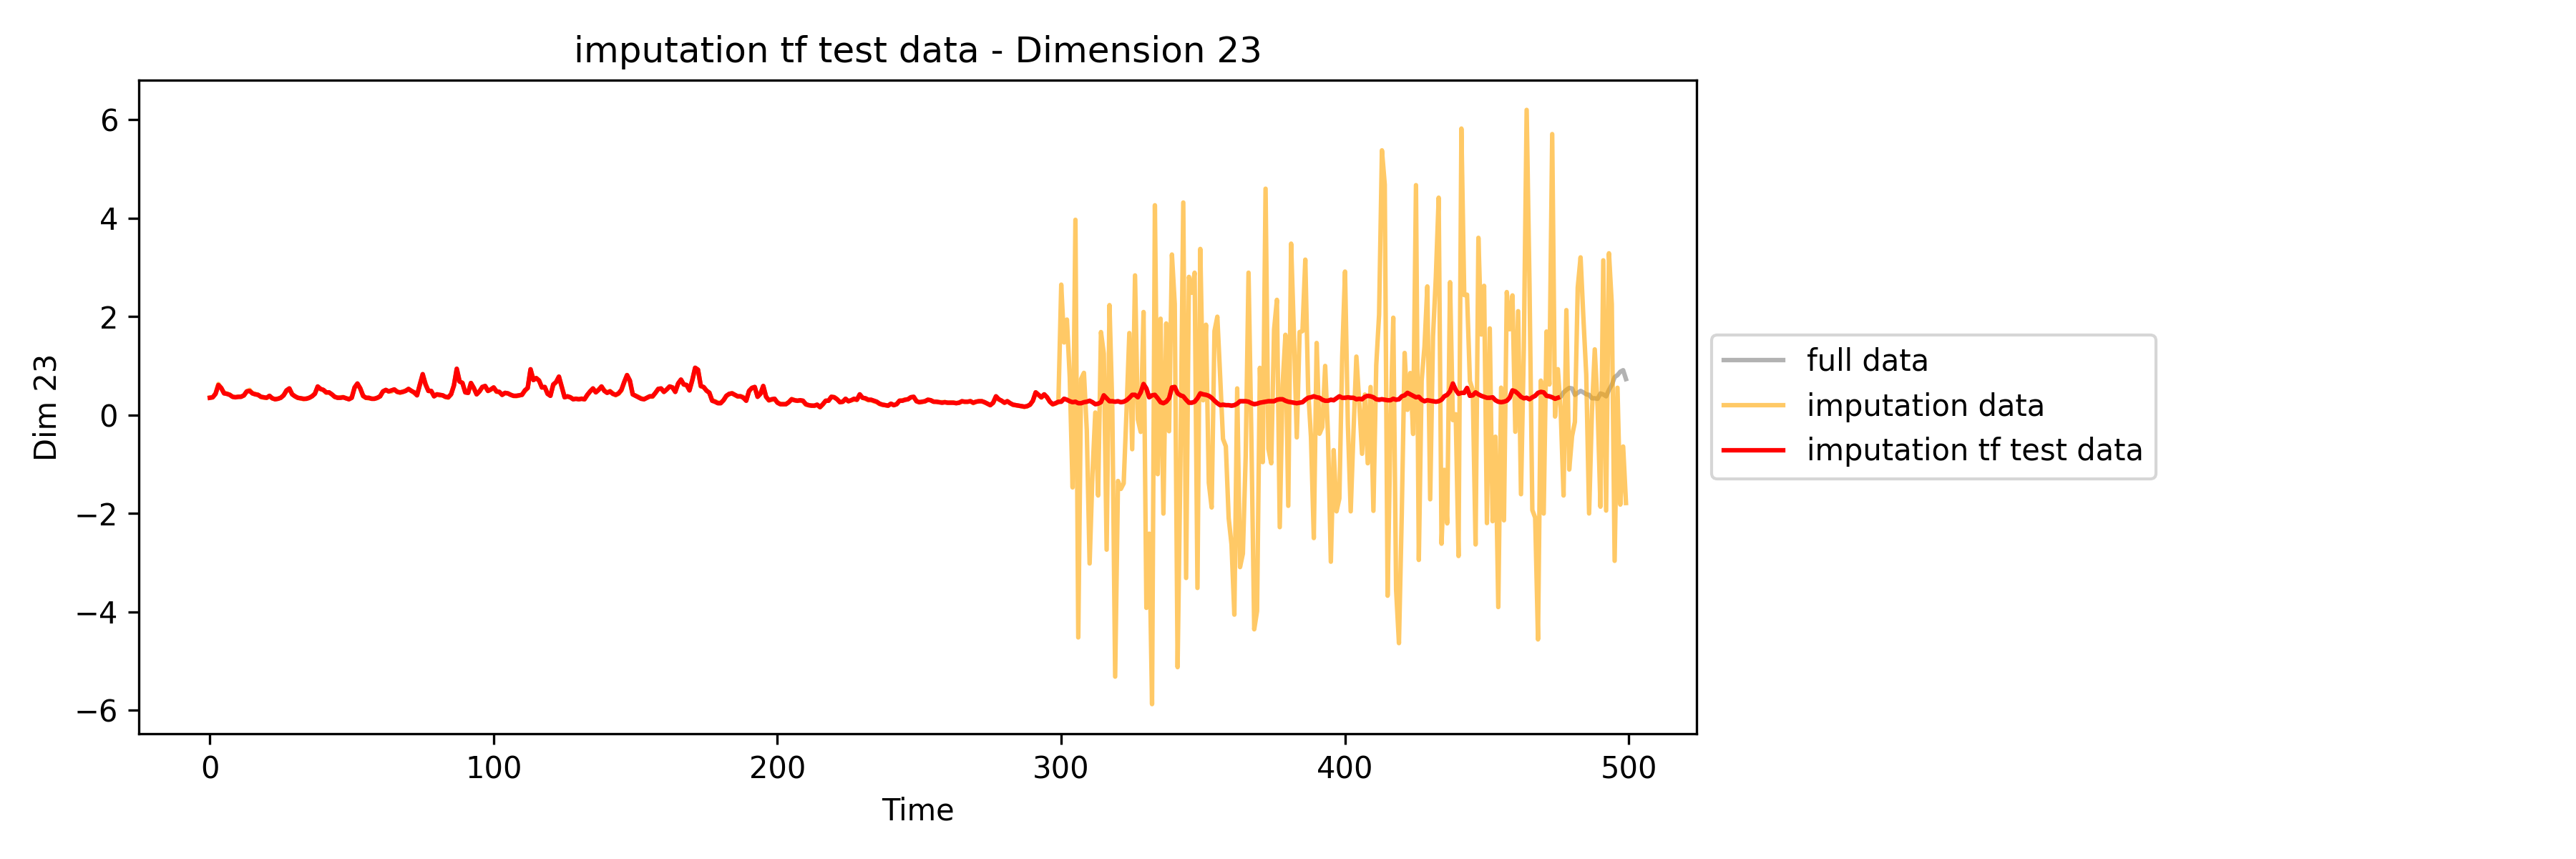 imputation tf test data - Dimension 23
6
4
2
0
−2
−4
−6
Dim 23
0 100 200 300 400 500
Time
full data
imputation data
imputation tf test data